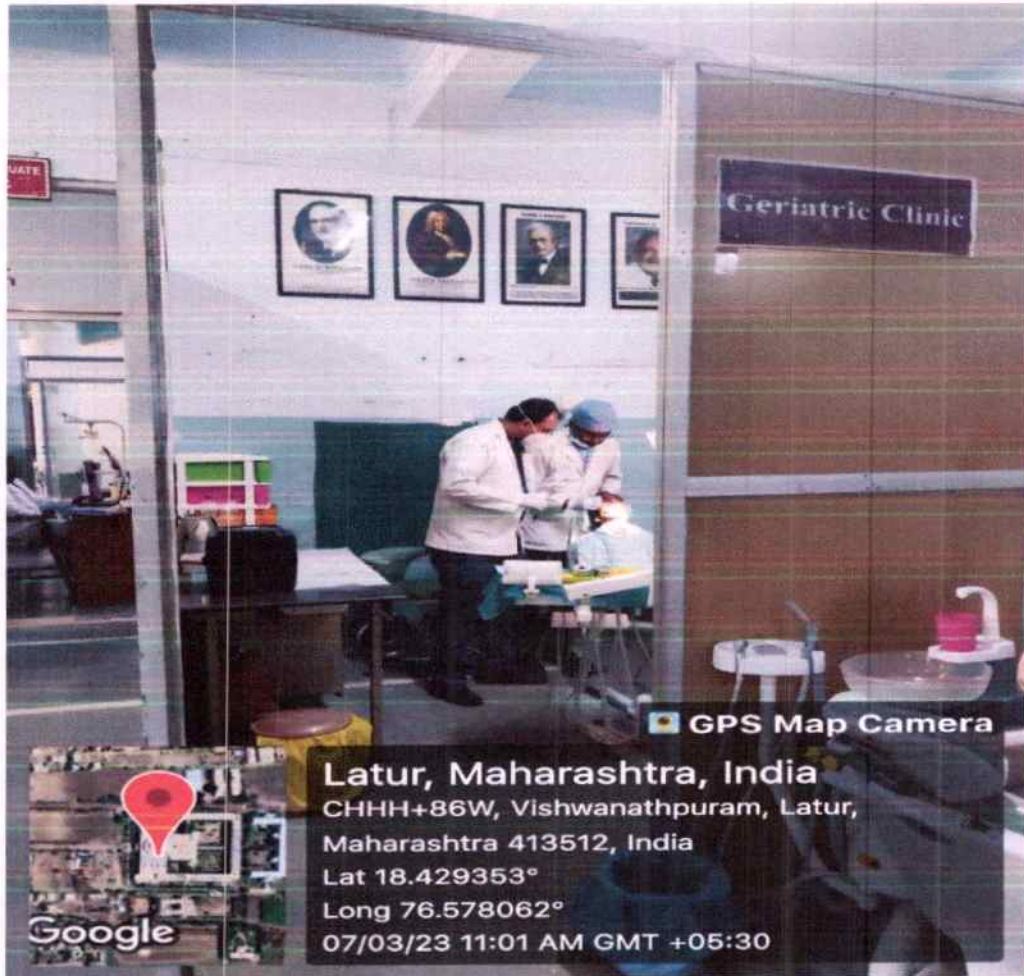 UATE
Geriatric Clinic
GPS Map Camera
Latur, Maharashtra, India
CHHH+86W, Vishwanathpuram, Latur,
Maharashtra 413512, India
Lat 18.429353°
Long 76.578062°
07/03/23 11:01 AM GMT +05:30
Google